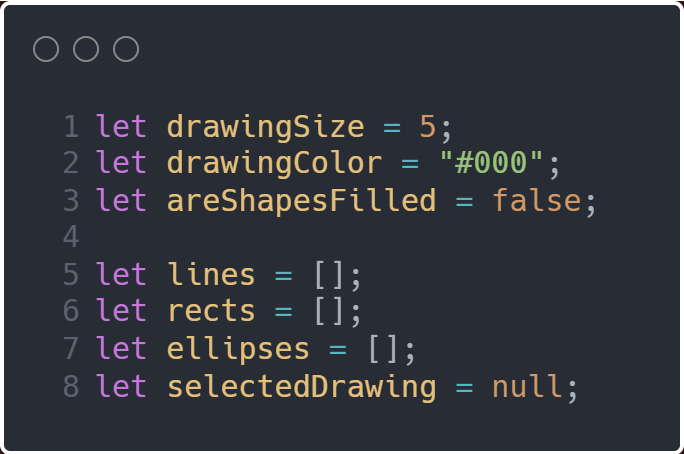 1 let drawingSize = 5;
2 let drawingColor = "#000";
3 let areShapesFilled = false;
4
5 let lines = [];
6 let rects = [];
7 let ellipses = [];
8 let selectedDrawing = null;